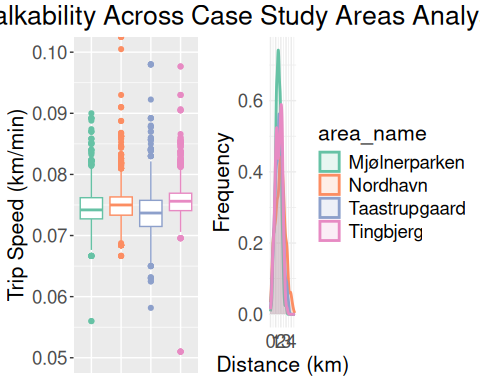 alkability Across Case Study Areas Analy
Trip Speed (km/min)
0.10
0.09
0.08
0.07
0.06
0.05
Frequency
0.6
0.4
0.2
0.0
Distance (km)
area_name
Mjølnerparken
Nordhavn
Taastrupgaard
Tingbjerg